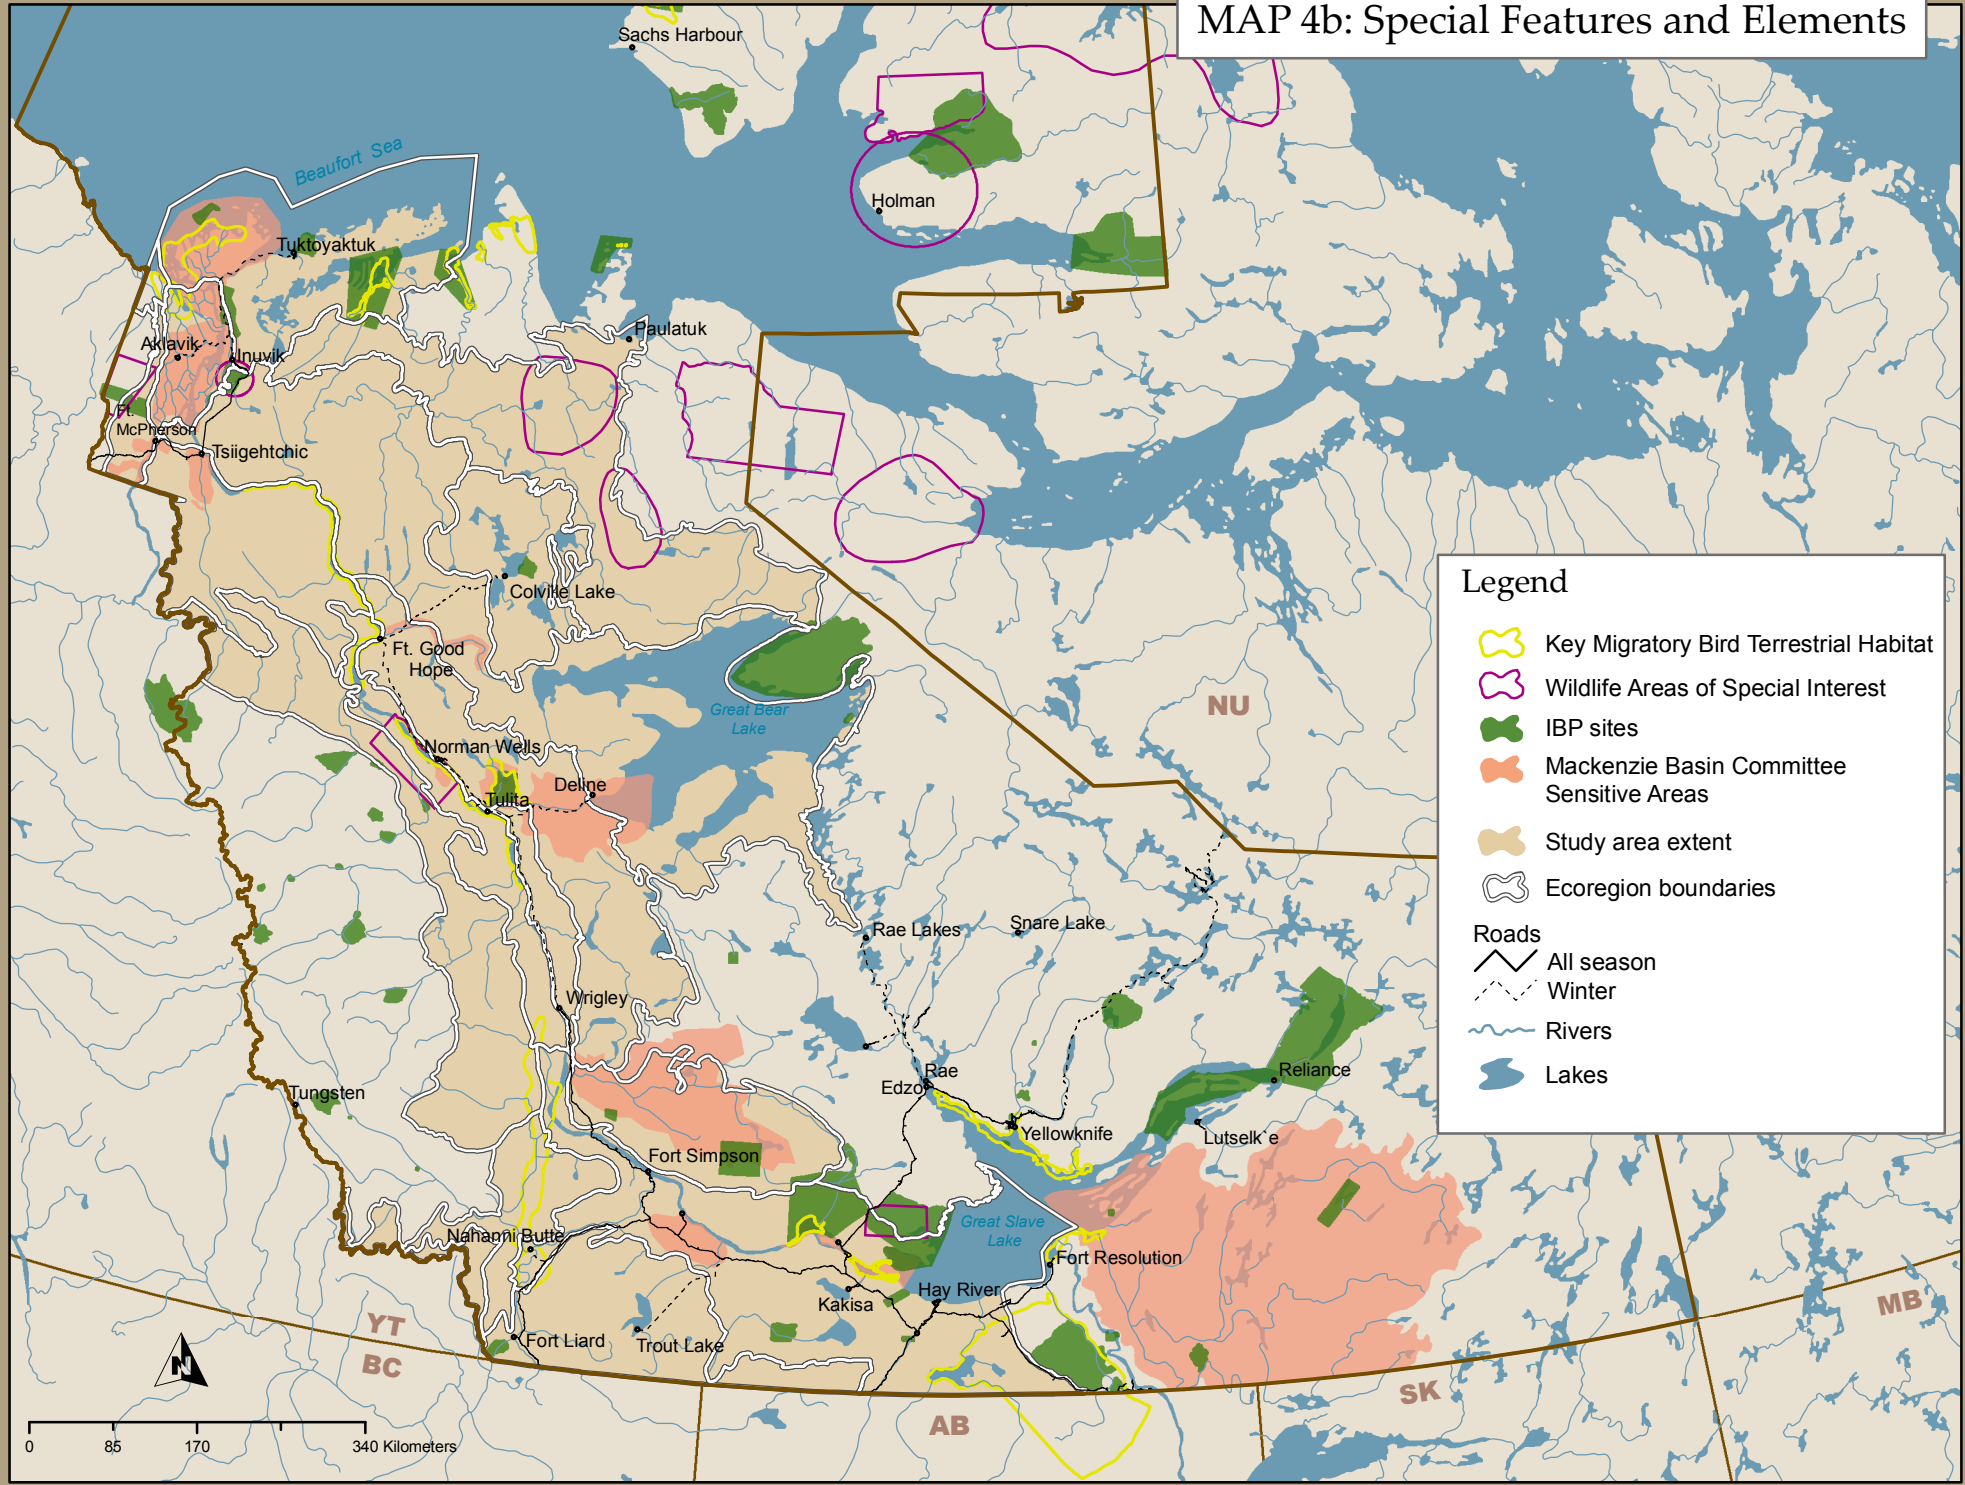 MAP 4b: Special Features and Elements
Sachs Harbour
Beaufort Sea
Holman
Tuktoyaktuk
Paulatuk
Aklavik
Inuvik
Ft.
McPherson
Tsiigehtchic
Colville Lake
Ft. Good
Hope
Great Bear
Lake
NU
Norman Wells
Deline
Tulita
Rae Lakes
Snare Lake
Wrigley
Tungsten
Rae
Edzo
Reliance
Yellowknife
Lutselk`e
Fort Simpson
Great Slave
Lake
Nahanni Butte
Fort Resolution
Hay River
Kakisa
Fort Liard
Trout Lake
YT
BC
AB
SK
MB
N
0 85 170 340 Kilometers
Legend
Key Migratory Bird Terrestrial Habitat
Wildlife Areas of Special Interest
IBP sites
Mackenzie Basin Committee
Sensitive Areas
Study area extent
Ecoregion boundaries
Roads
All season
Winter
Rivers
Lakes